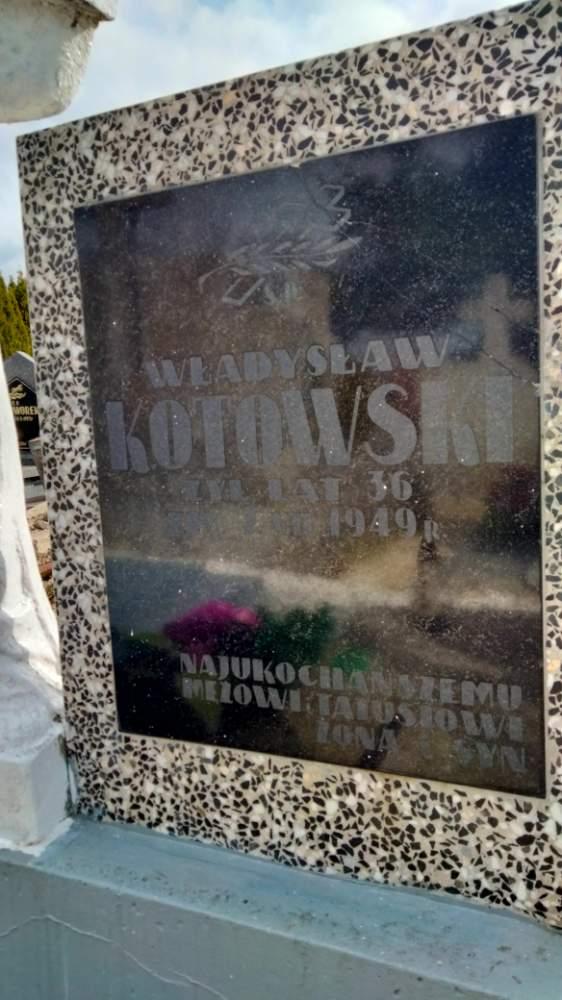 WŁADYSŁAW
KOTOWSKI
ŻYŁ LAT 36
1949 R
NAJUKOCHAŃSZEMU
MĘŻOWI I TATUSIOWI
ŻONA I SYN